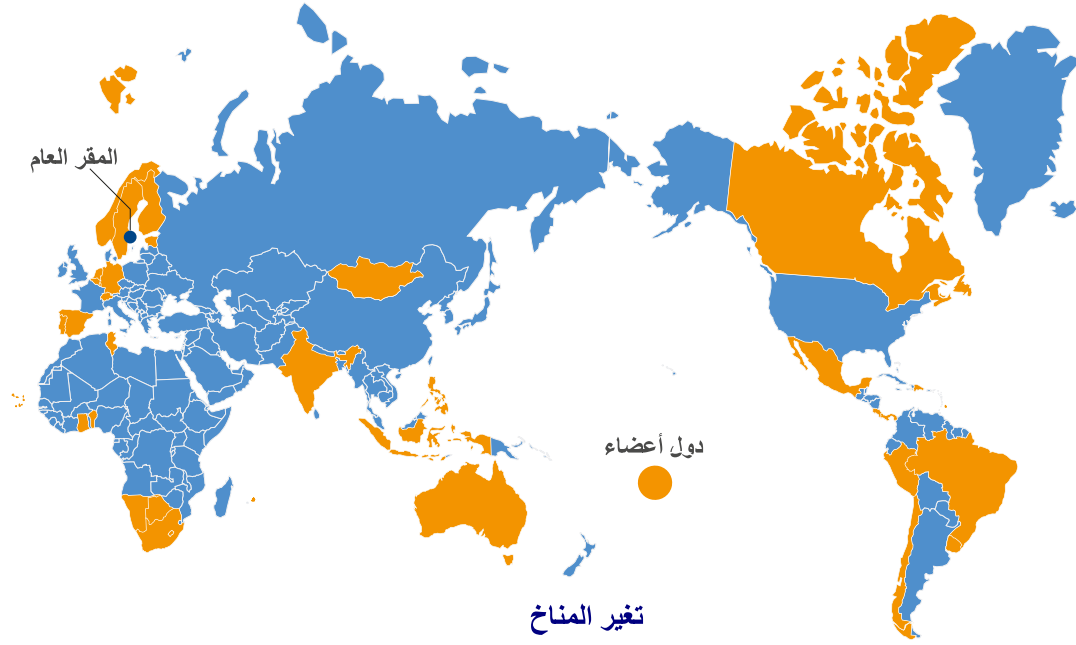 المقر العام
دول أعضاء
تغير المناخ